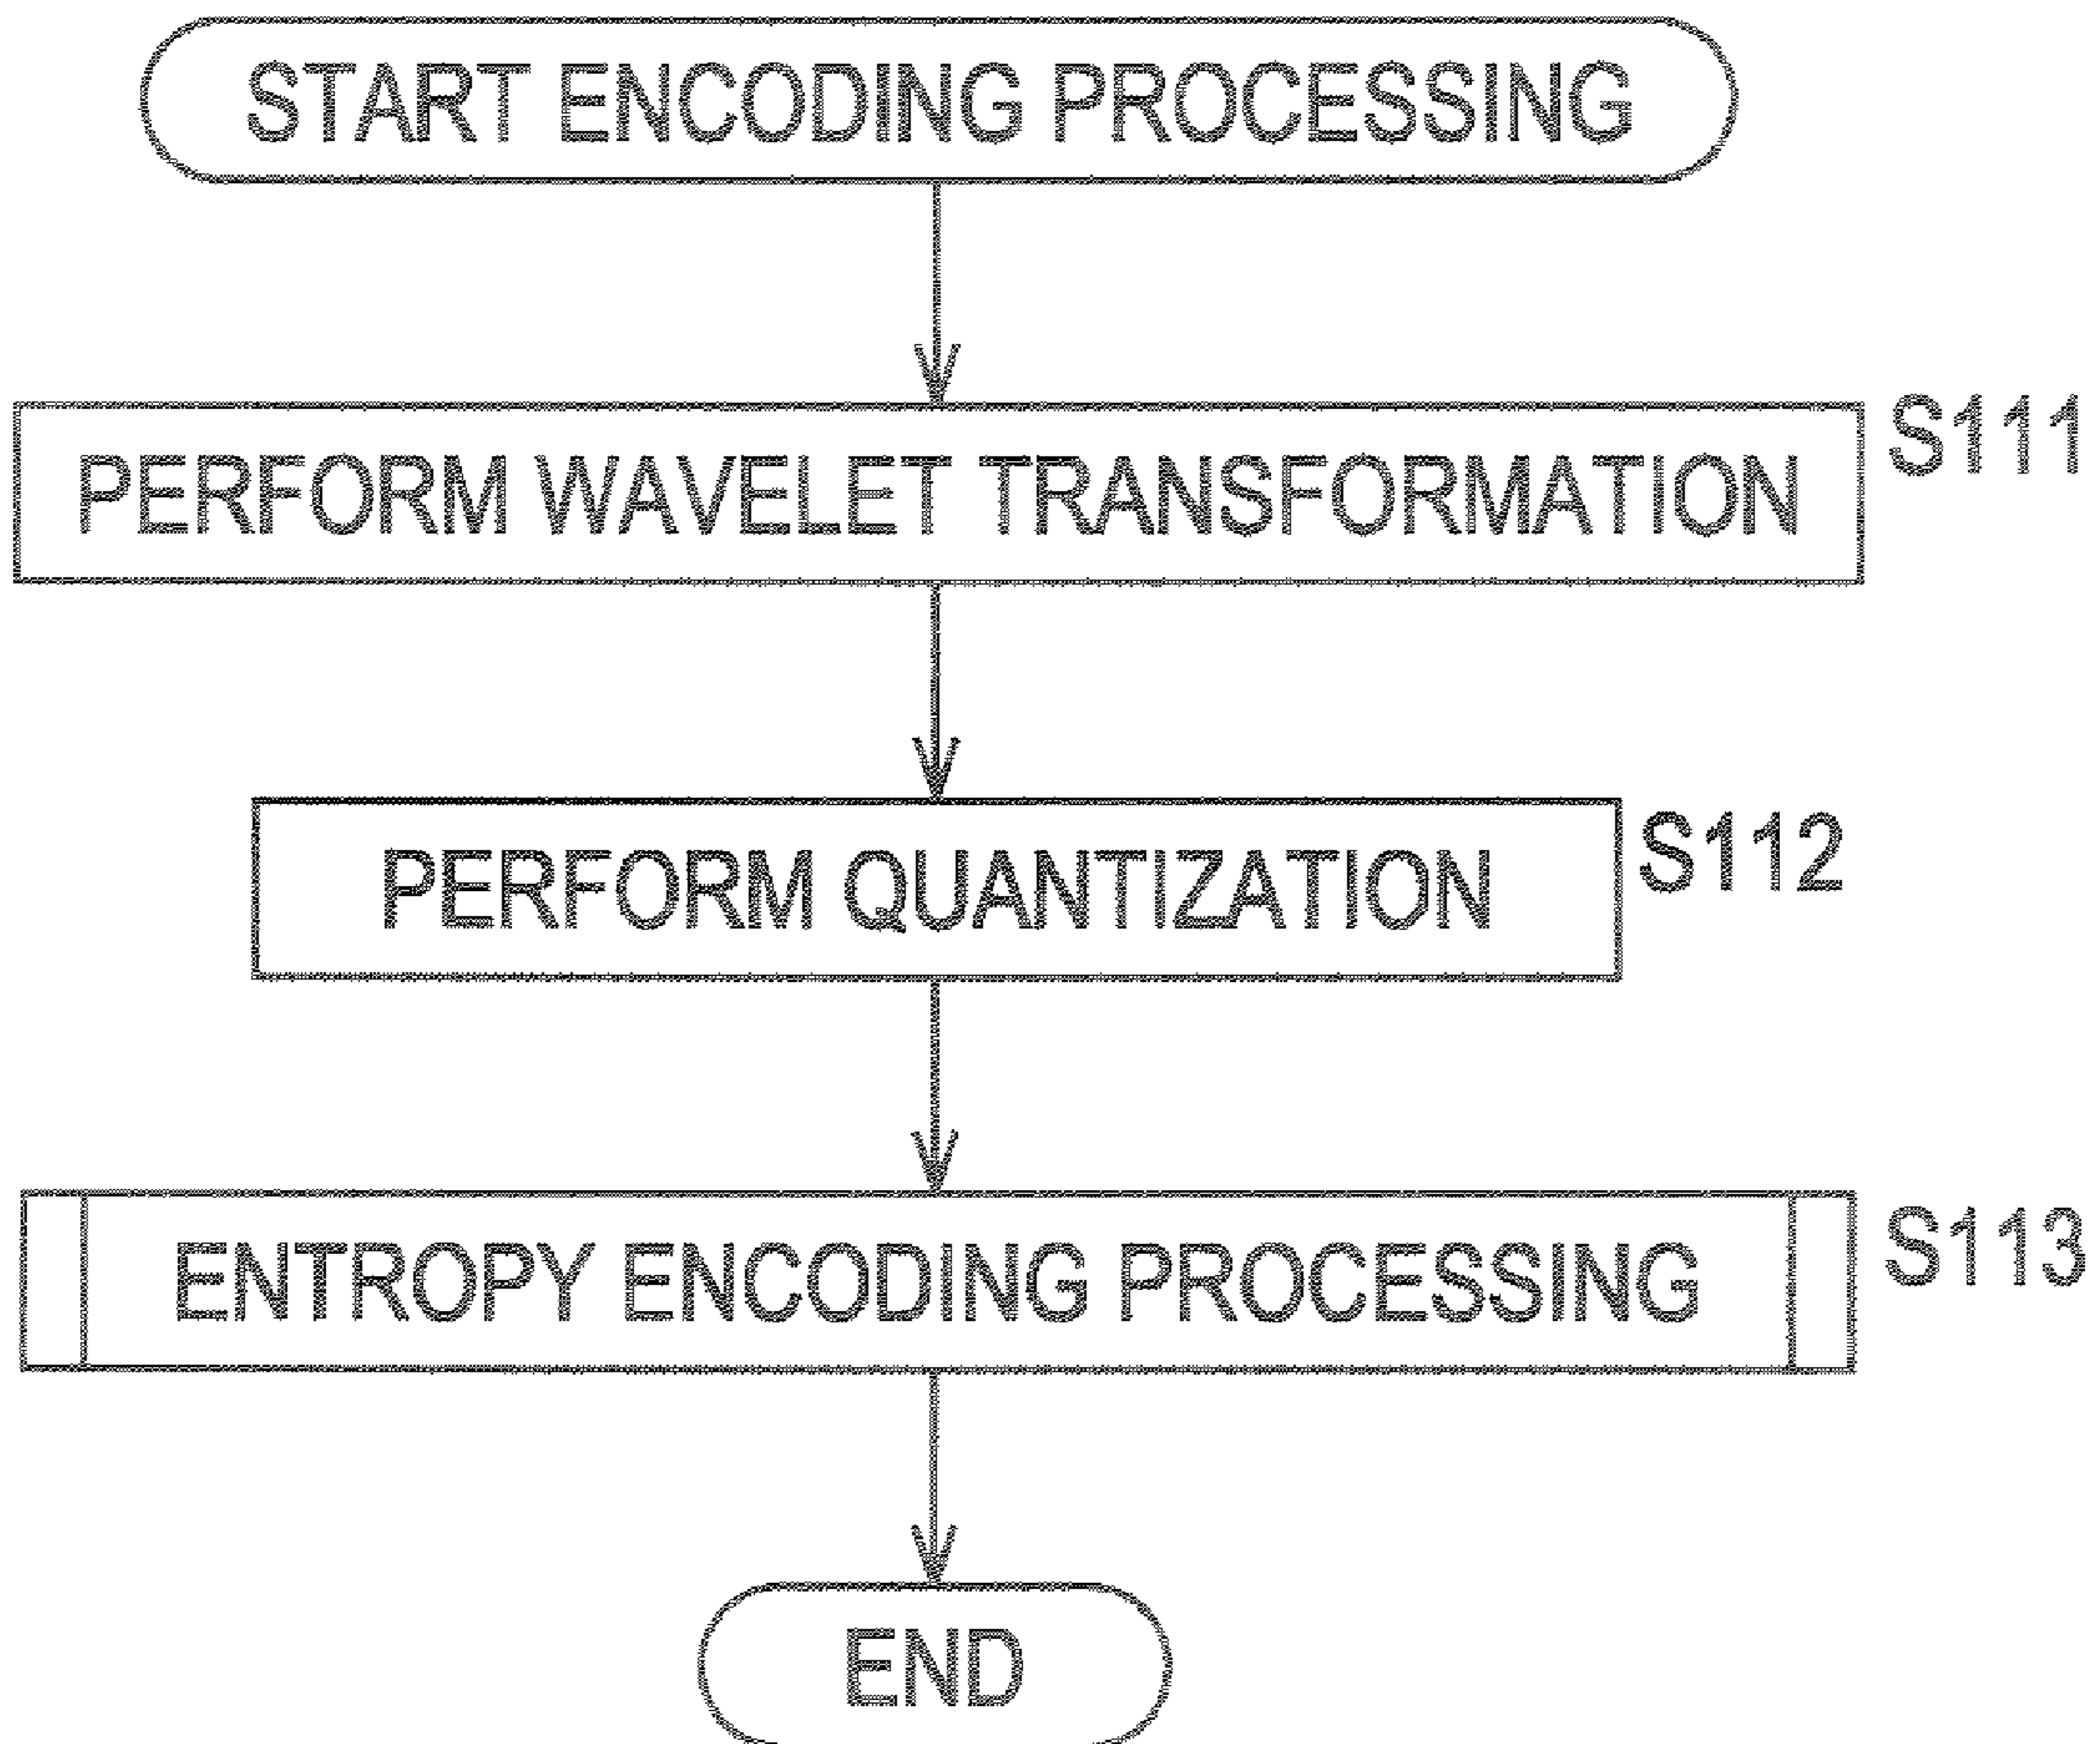 START ENCODING PROCESSING
S111
PERFORM WAVELET TRANSFORMATION
S112
PERFORM QUANTIZATION
S113
ENTROPY ENCODING PROCESSING
END